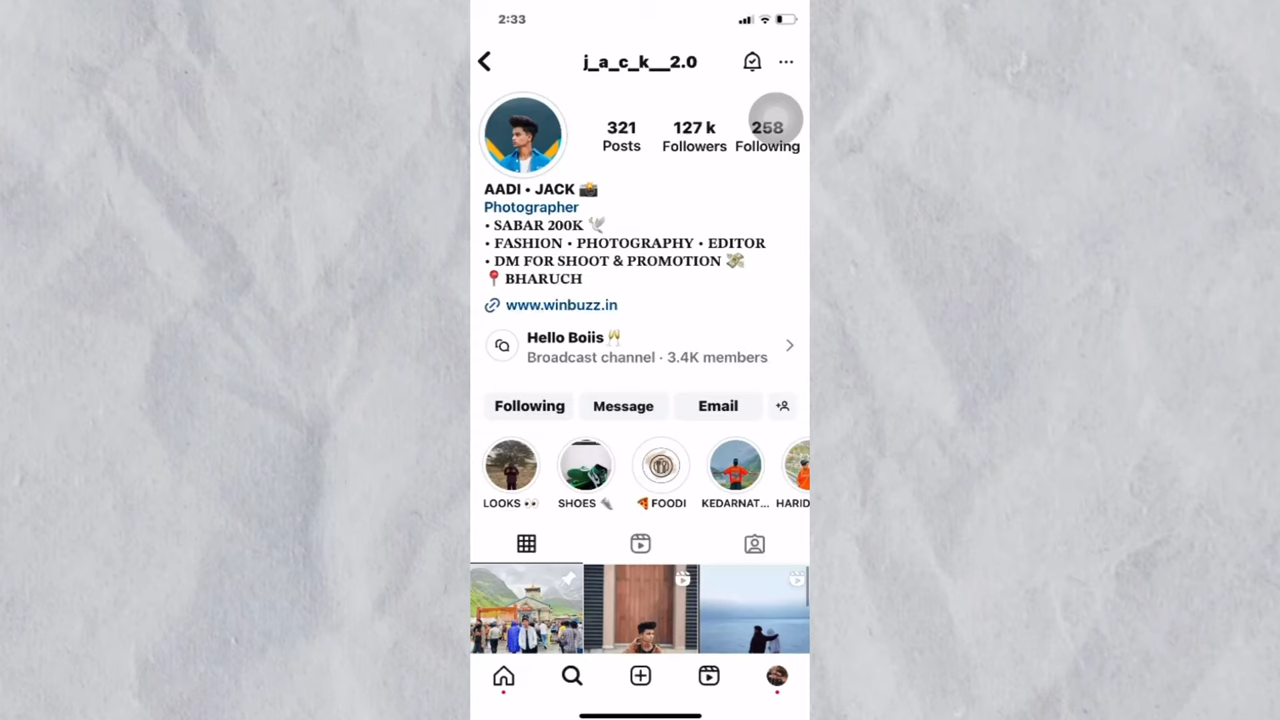 2:33
j_a_c_k__2.0
321 127 k 258
Posts Followers Following
AADI • JACK 📸
Photographer
• SABAR 200K 🕊
• FASHION • PHOTOGRAPHY • EDITOR
• DM FOR SHOOT & PROMOTION 💸
📍 BHARUCH
www.winbuzz.in
Hello Boiis🥂
Broadcast channel · 3.4K members
Following Message Email
LOOKS 👀 SHOES 👟 🍕FOODI KEDARNAT... HARID